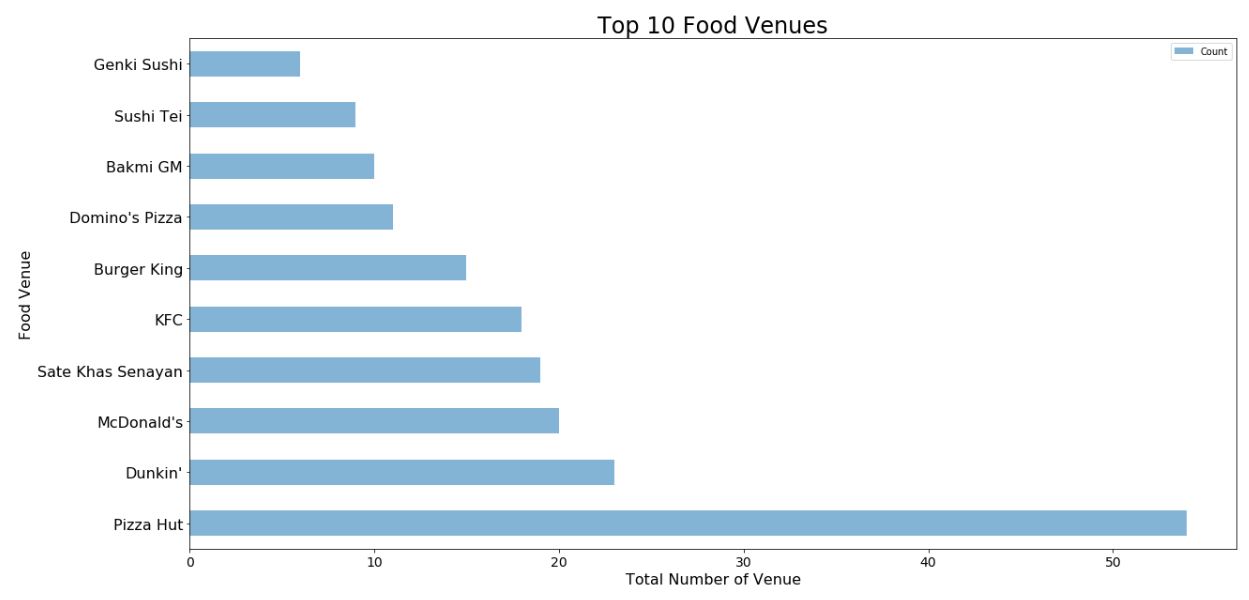 Top 10 Food Venues
Count
Food Venue
Genki Sushi
Sushi Tei
Bakmi GM
Domino's Pizza
Burger King
KFC
Sate Khas Senayan
McDonald's
Dunkin'
Pizza Hut
0 10 20 30 40 50
Total Number of Venue